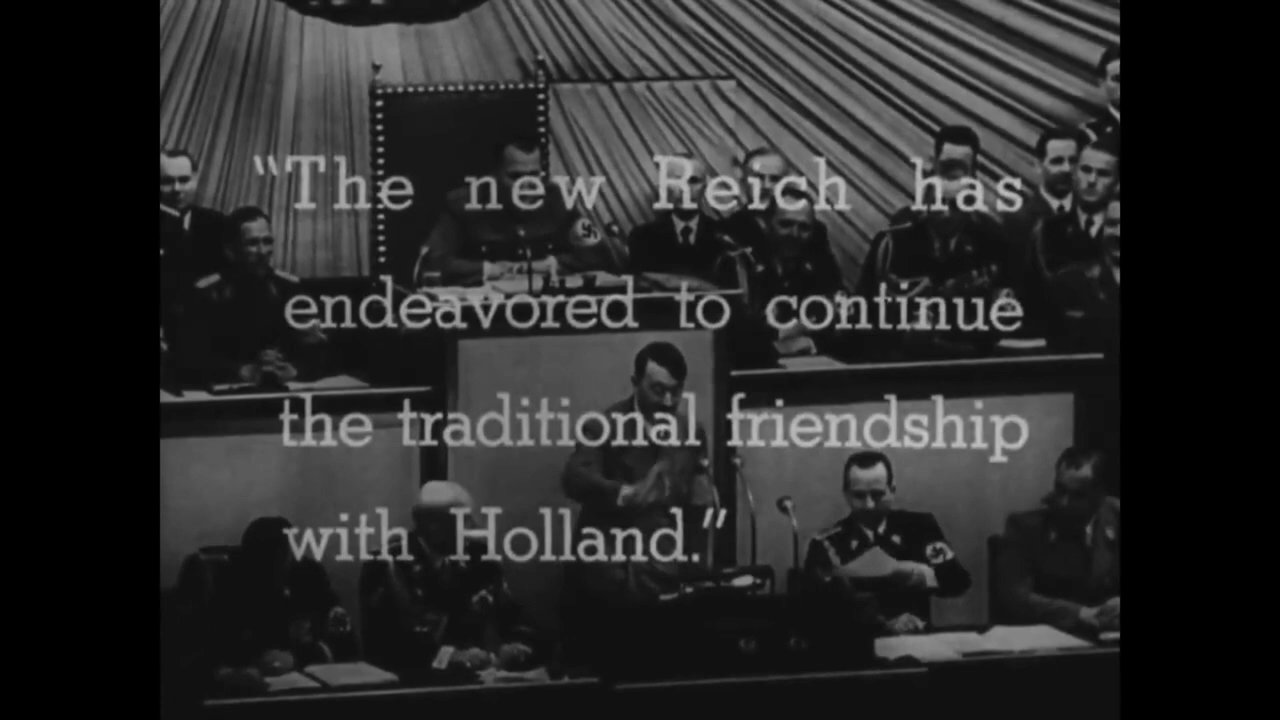 "The new Reich has
endeavored to continue
the traditional friendship
with Holland."